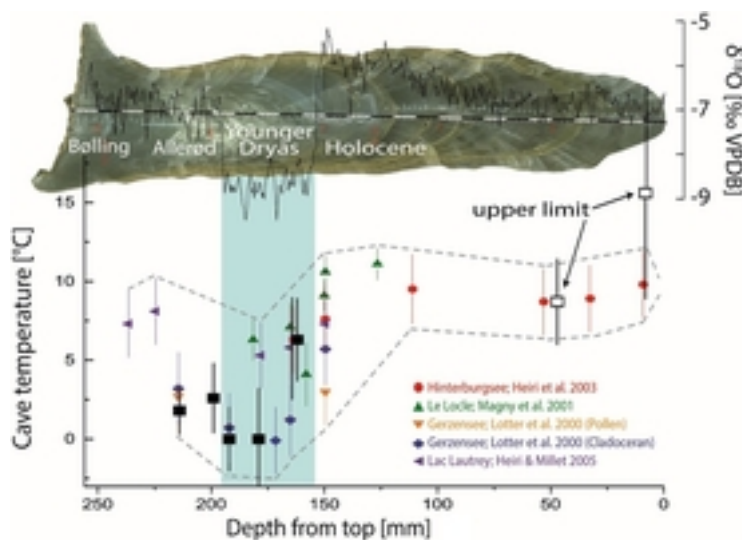 -5
-7
-9
δ¹⁸O [‰ VPDB]
Bølling
Allerød
Younger
Dryas
Holocene
upper limit
15
10
5
0
Cave temperature [°C]
Hinterburgsee; Heiri et al. 2003
Le Locle; Magny et al. 2001
Gerzensee; Lotter et al. 2000 (Pollen)
Gerzensee; Lotter et al. 2000 (Cladoceran)
Lac Lautrey; Heiri & Millet 2005
250
200
150
100
50
0
Depth from top [mm]